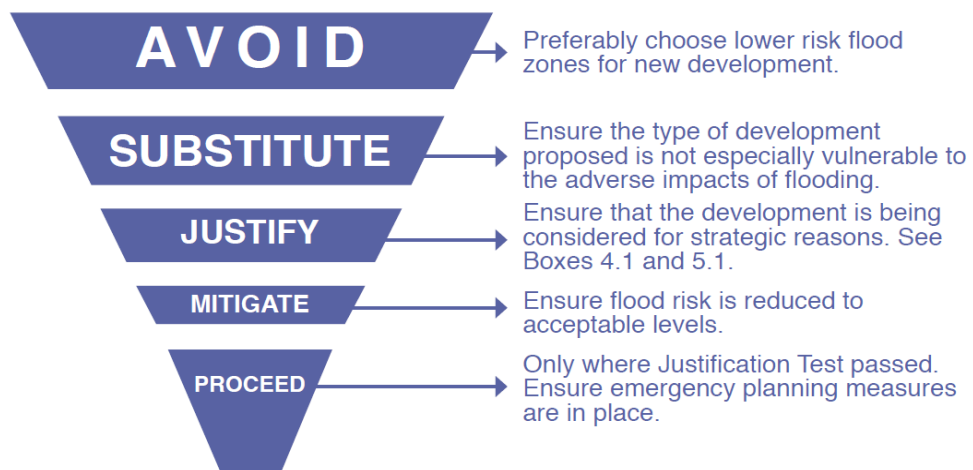 AVOID
Preferably choose lower risk flood
zones for new development.
SUBSTITUTE
Ensure the type of development
proposed is not especially vulnerable to
the adverse impacts of flooding.
JUSTIFY
Ensure that the development is being
considered for strategic reasons. See
Boxes 4.1 and 5.1.
MITIGATE
Ensure flood risk is reduced to
acceptable levels.
PROCEED
Only where Justification Test passed.
Ensure emergency planning measures
are in place.